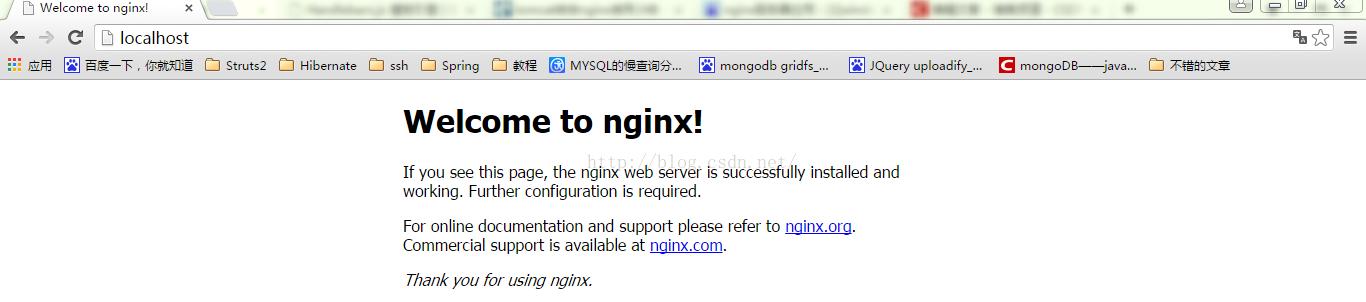 Welcome to nginx!
localhost
应用 百度一下，你就知道 Struts2 Hibernate ssh Spring 教程 MYSQL的慢查询分... mongodb gridfs_... JQuery uploadify_... mongoDB——java... 不错的文章
Welcome to nginx!
http://blog.csdn.net/
If you see this page, the nginx web server is successfully installed and
working. Further configuration is required.
For online documentation and support please refer to nginx.org.
Commercial support is available at nginx.com.
Thank you for using nginx.